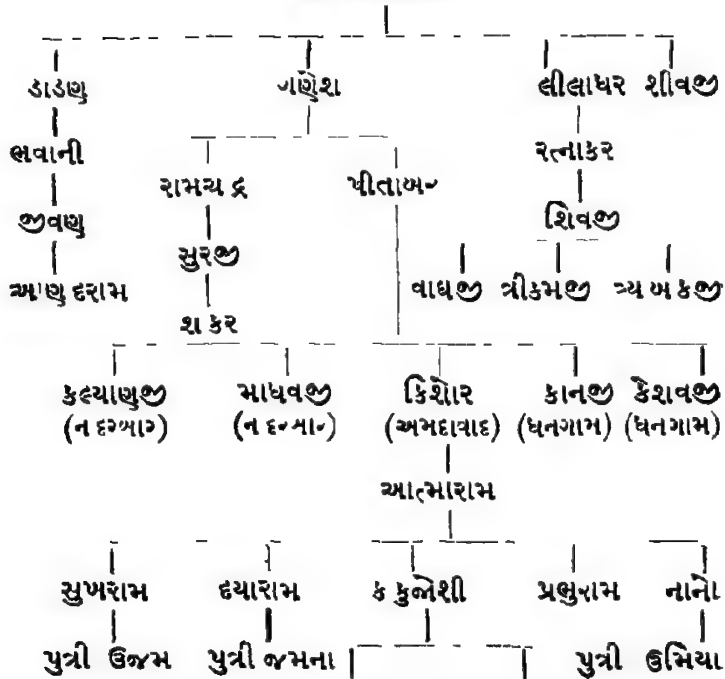 ડાડણ ગણેશ લીલાધર શીવજી
ભવાની રત્નાકર
રામચ દ્ર પીતામ્બર
જીવણ શિવજી
સુરજી
આણ દરામ વાઘજી ત્રીકમજી ત્ર્ય બ કજી
શ કર
કલ્યાણજી માધવજી કિશોર કાનજી કેશવજી
(ન દરબાર) (ન દરબાર) (અમદાવાદ) (ધનગામ) (ધનગામ)
આત્મારામ
સુખરામ દયારામ ક કુજોશી પ્રભુરામ નાનો
પુત્રી ઉજમ પુત્રી જમના પુત્રી ઉમિયા